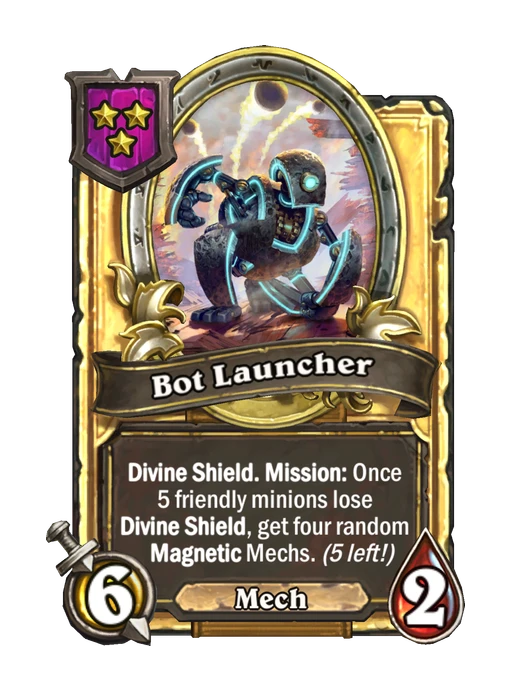 Bot Launcher
Divine Shield. Mission: Once
5 friendly minions lose
Divine Shield, get four random
Magnetic Mechs. (5 left!)
6
Mech
2